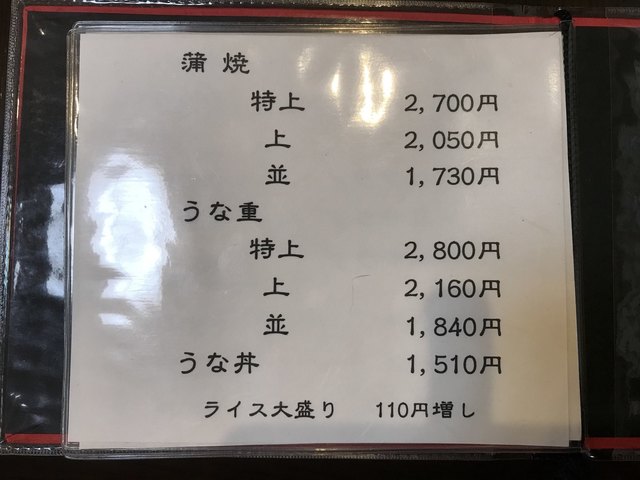 蒲焼
特上 2,700円
上 2,050円
並 1,730円
うな重
特上 2,800円
上 2,160円
並 1,840円
うな丼 1,510円
ライス大盛り 110円増し